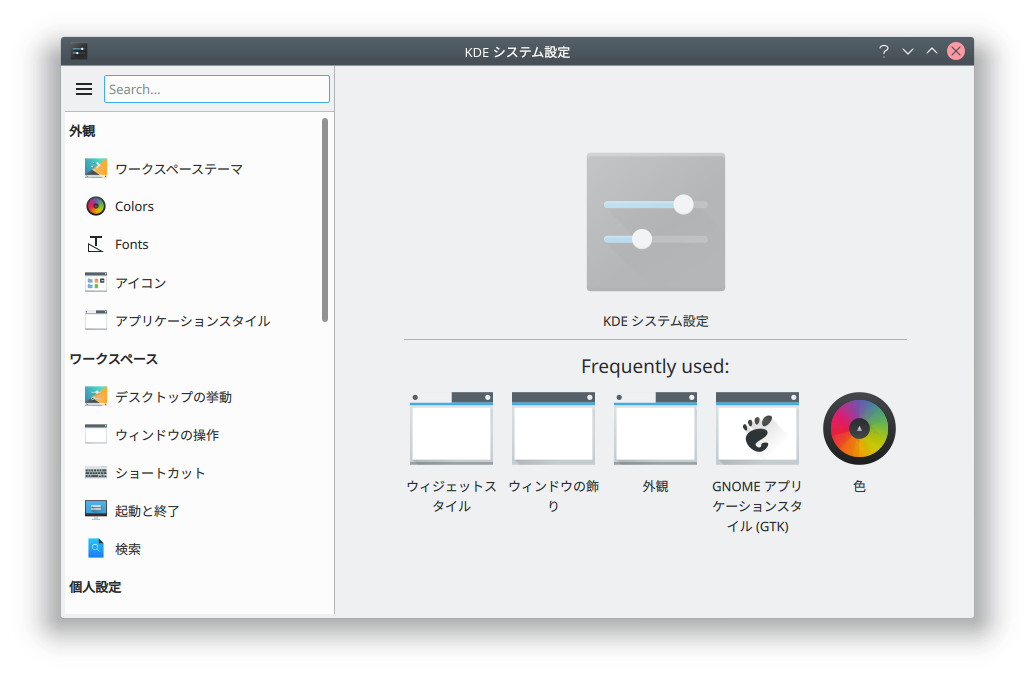 KDE システム設定
Search...
外観
ワークスペーステーマ
Colors
Fonts
アイコン
アプリケーションスタイル
ワークスペース
デスクトップの挙動
ウィンドウの操作
ショートカット
起動と終了
検索
個人設定
KDE システム設定
Frequently used:
ウィジェットス
タイル
ウィンドウの飾
り
外観
GNOME アプリ
ケーションスタ
イル (GTK)
色